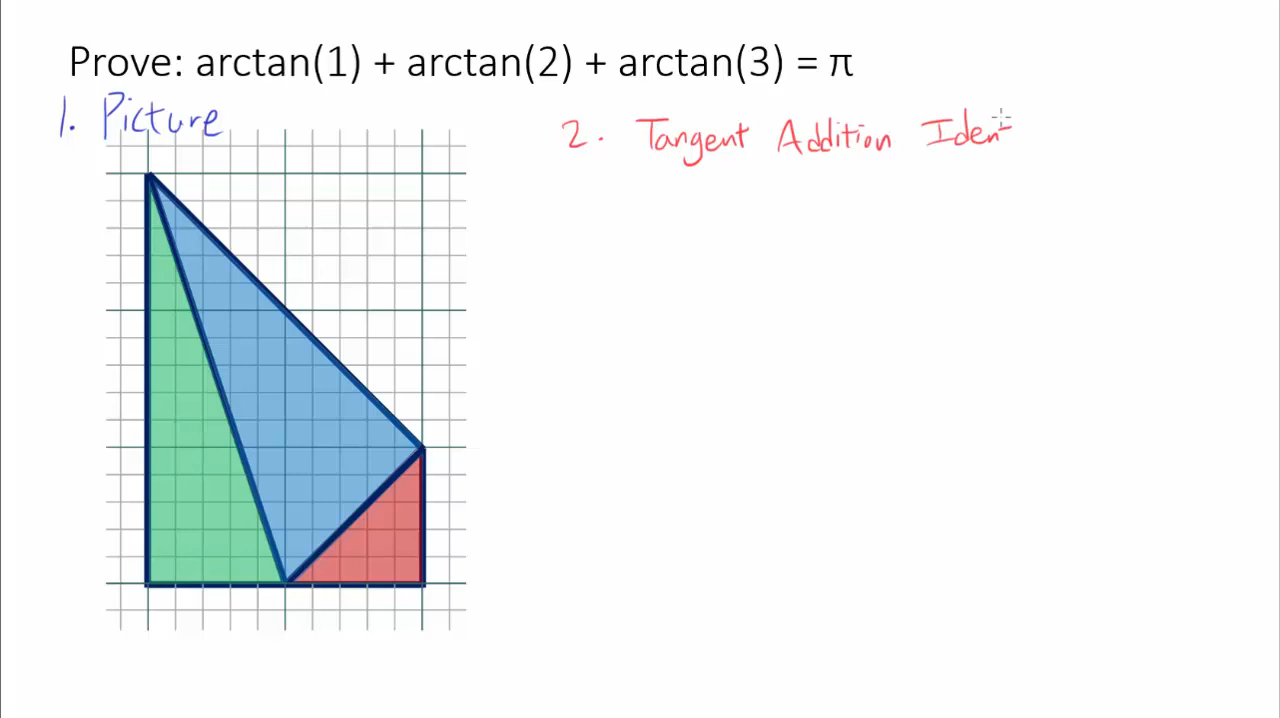 Prove: arctan(1) + arctan(2) + arctan(3) = π
1. Picture
2. Tangent Addition Iden